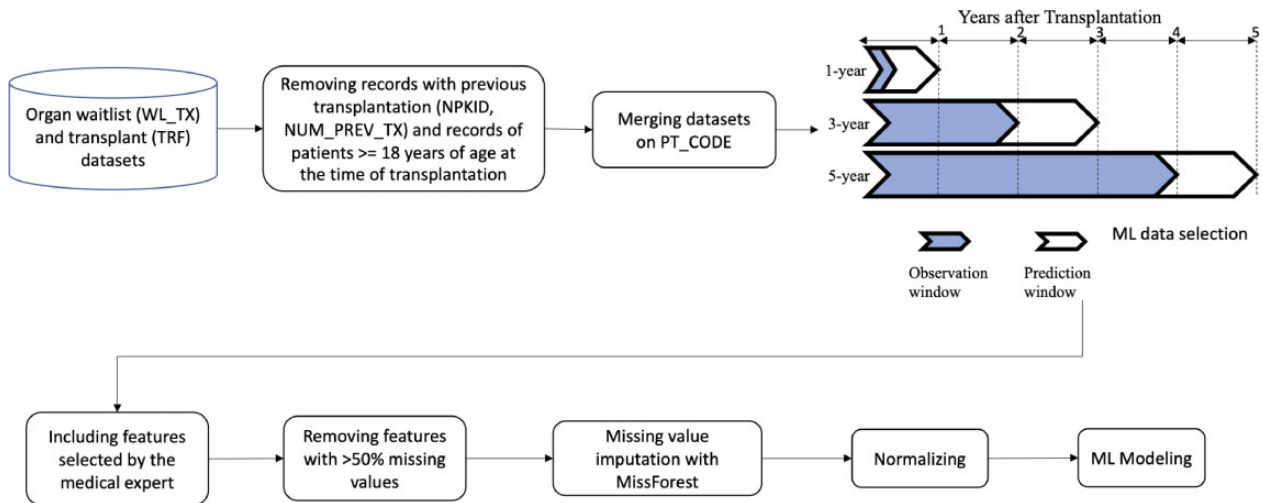 Years after Transplantation
1 2 3 4 5
1-year
3-year
5-year
Organ waitlist (WL_TX)
and transplant (TRF)
datasets
Removing records with previous
transplantation (NPKID,
NUM_PREV_TX) and records of
patients >= 18 years of age at
the time of transplantation
Merging datasets
on PT_CODE
ML data selection
Observation
window
Prediction
window
Including features
selected by the
medical expert
Removing features
with >50% missing
values
Missing value
imputation with
MissForest
Normalizing
ML Modeling